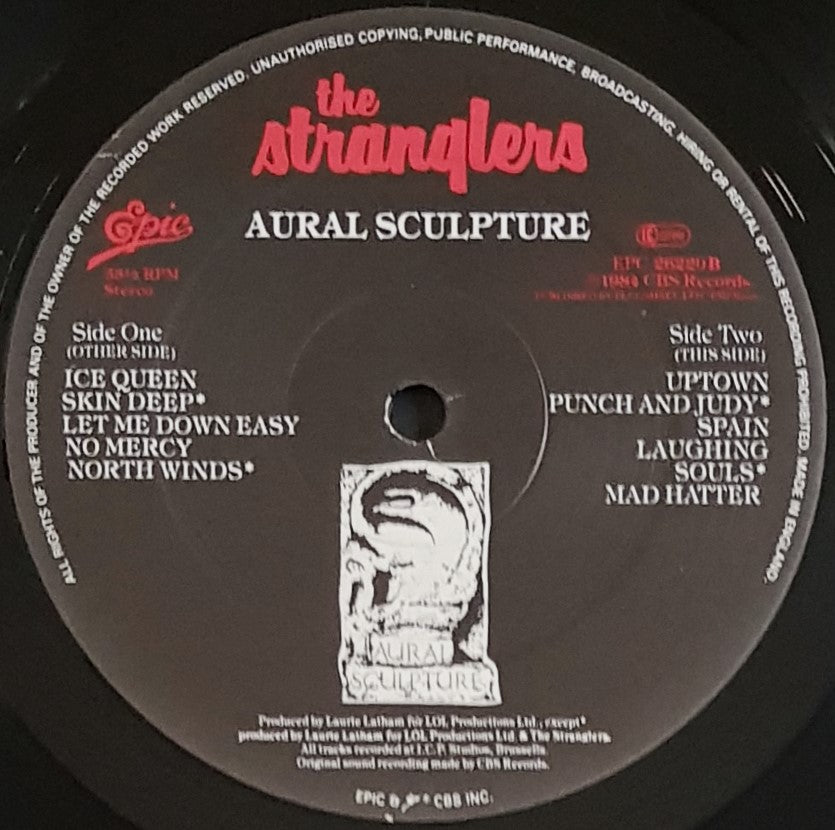 ALL RIGHTS OF THE PRODUCER AND OF THE OWNER OF THE RECORDED WORK RESERVED. UNAUTHORISED COPYING, PUBLIC PERFORMANCE, BROADCASTING, HIRING OR RENTAL OF THIS RECORDING PROHIBITED. MADE IN ENGLAND.
the
stranglers
AURAL SCULPTURE
Epic
33⅓ RPM
Stereo
EPC 26220 B
1984 CBS Records
Side One
(OTHER SIDE)
ICE QUEEN
SKIN DEEP*
LET ME DOWN EASY
NO MERCY
NORTH WINDS*
Side Two
(THIS SIDE)
UPTOWN
PUNCH AND JUDY*
SPAIN
LAUGHING
SOULS*
MAD HATTER
AURAL
SCULPTURE
Produced by Laurie Latham for LOL Productions Ltd., except*
produced by Laurie Latham for LOL Productions Ltd. & The Stranglers.
All tracks recorded at I.C.P. Studios, Brussells.
Original sound recording made by CBS Records.
EPIC CBS INC.